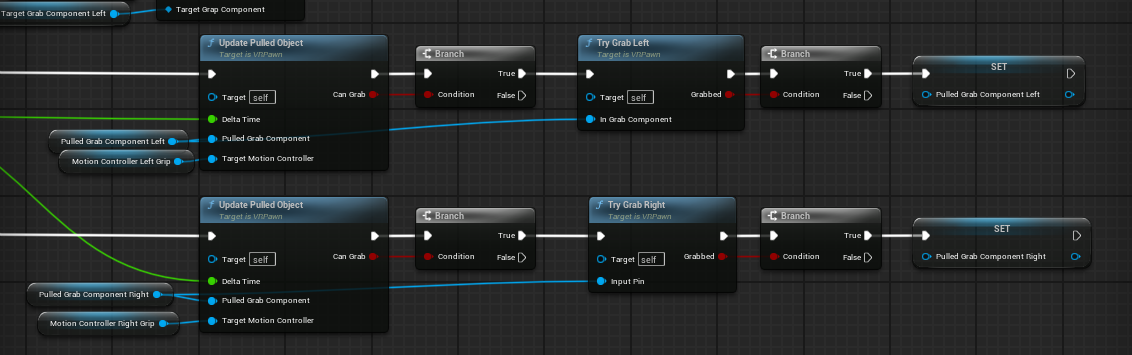 Target Grab Component Left
Target Grap Component
Update Pulled Object
Target is VRPawn
Target self
Can Grab
Delta Time
Pulled Grab Component
Target Motion Controller
Pulled Grab Component Left
Motion Controller Left Grip
Branch
True
Condition
False
Try Grab Left
Target is VRPawn
Target self
Grabbed
In Grab Component
Branch
True
Condition
False
SET
Pulled Grab Component Left
Update Pulled Object
Target is VRPawn
Target self
Can Grab
Delta Time
Pulled Grab Component
Target Motion Controller
Pulled Grab Component Right
Motion Controller Right Grip
Branch
True
Condition
False
Try Grab Right
Target is VRPawn
Target self
Grabbed
Input Pin
Branch
True
Condition
False
SET
Pulled Grab Component Right